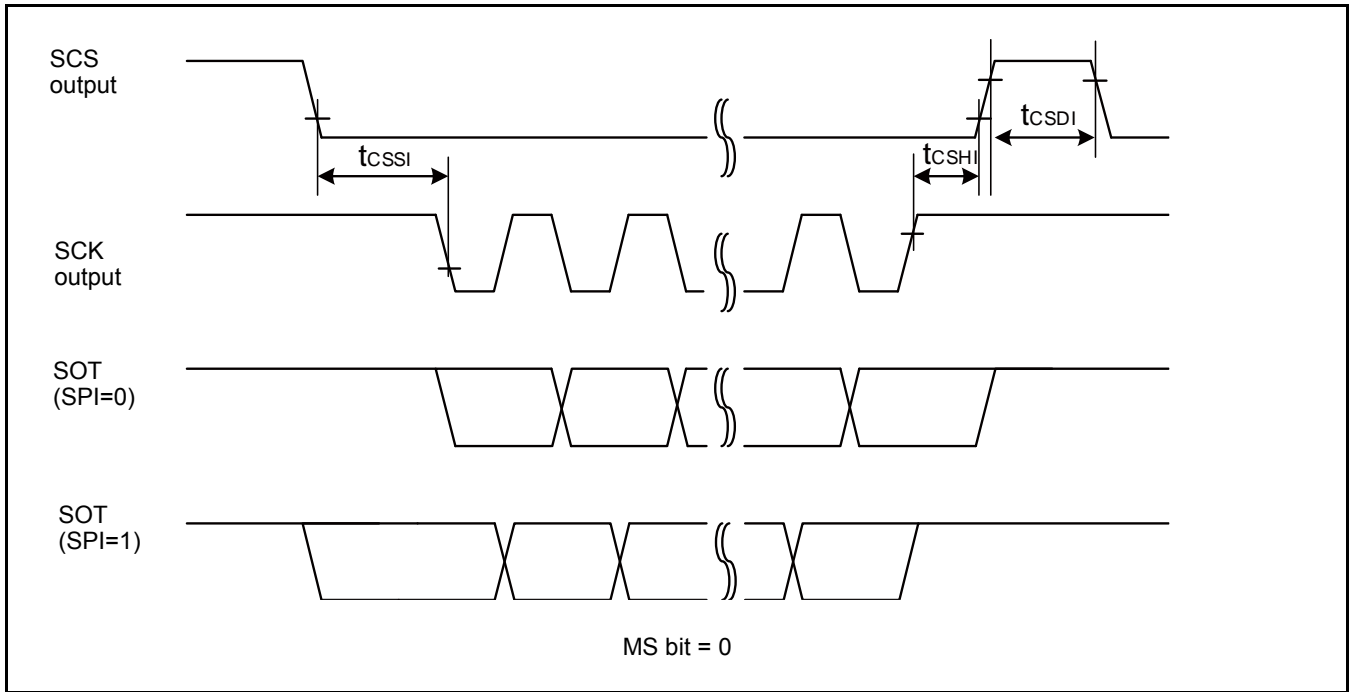 SCS
output
tCSDI
tCSSI
tCSHI
SCK
output
SOT
(SPI=0)
SOT
(SPI=1)
MS bit = 0